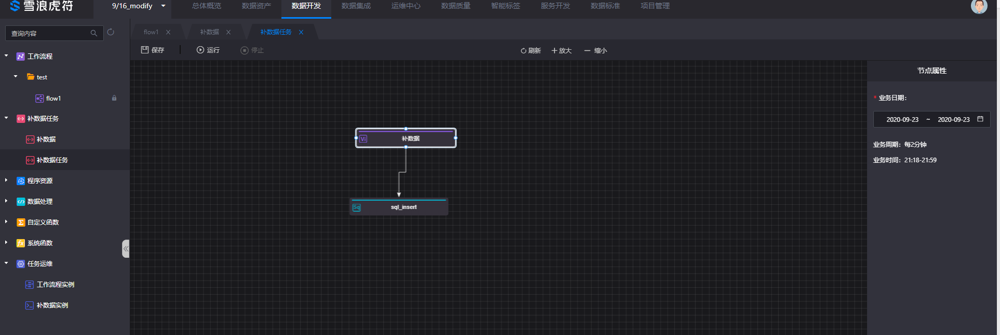 雪浪虎符
9/16_modify
总体概览 数据资产 数据开发 数据集成 运维中心 数据质量 智能标签 服务开发 数据标准 项目管理
查询内容
工作流程
test
flow1
补数据任务
补数据
补数据任务
程序资源
数据处理
自定义函数
系统函数
任务运维
工作流程实例
补数据实例
flow1 补数据 补数据任务
保存 运行 停止 刷新 放大 缩小
Vi 补数据
Sq sql_insert
节点属性
* 业务日期:
2020-09-23 ~ 2020-09-23
业务周期: 每2分钟
业务时间: 21:18-21:59